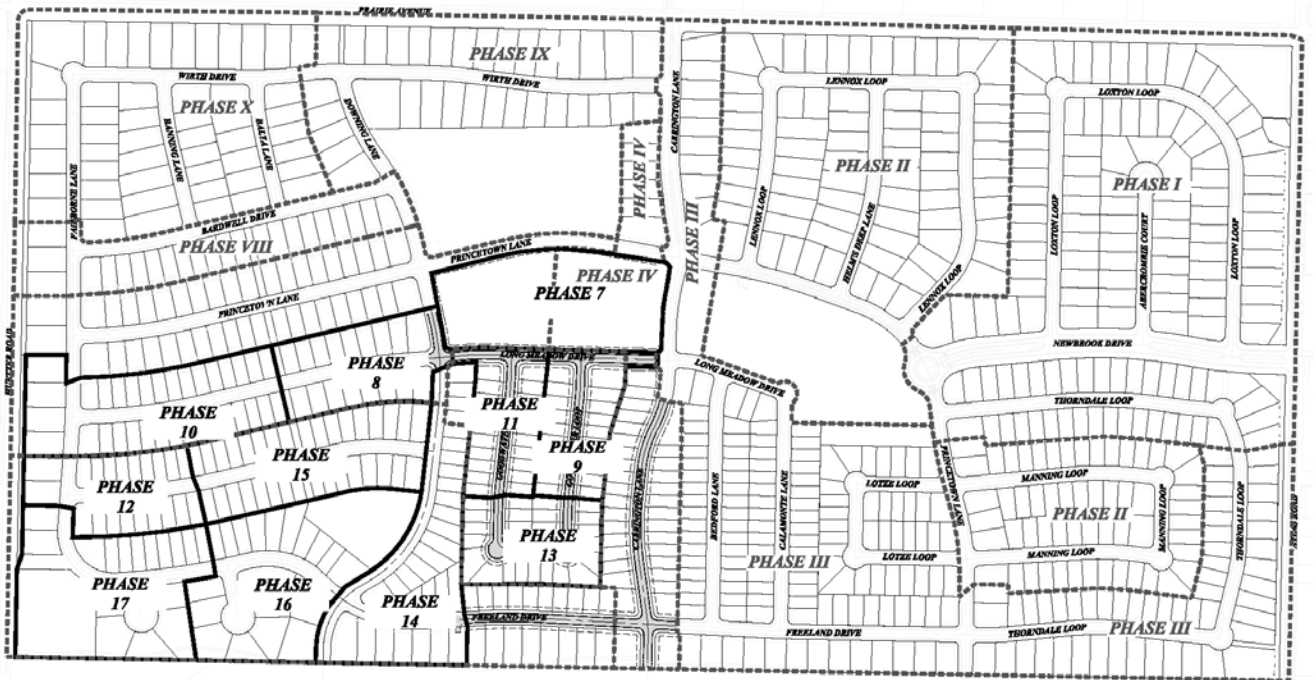 PRAIRIE AVENUE
PHASE IX
WIRTH DRIVE
WIRTH DRIVE
PHASE X
DOWNING LANE
BANNING LANE
BALTA LANE
CARRINGTON LANE
LENNOX LOOP
LOXTON LOOP
PHASE IV
PHASE II
PHASE I
FAIRBORNE LANE
BARDWELL DRIVE
PHASE VIII
PRINCETOWN LANE
PHASE III
LENNOX LOOP
HELM'S DEEP LANE
LENNOX LOOP
LOXTON LOOP
ABERCROMBIE COURT
LOXTON LOOP
PHASE IV
PHASE 7
PRINCETOWN LANE
LONG MEADOW DRIVE
LONG MEADOW DRIVE
NEWBROOK DRIVE
PHASE
8
PHASE
10
PHASE
11
PHASE
9
LOOP
THORNDALE LOOP
PHASE
15
PHASE
12
CARRINGTON LANE
BEDFORD LANE
CALAMONTE LANE
LOTZE LOOP
PRINCETOWN LANE
MANNING LOOP
PHASE II
MANNING LOOP
THORNDALE LOOP
PHASE
13
LOTZE LOOP
MANNING LOOP
PHASE III
PHASE
17
PHASE
16
PHASE
14
FREELAND DRIVE
FREELAND DRIVE
THORNDALE LOOP
PHASE III